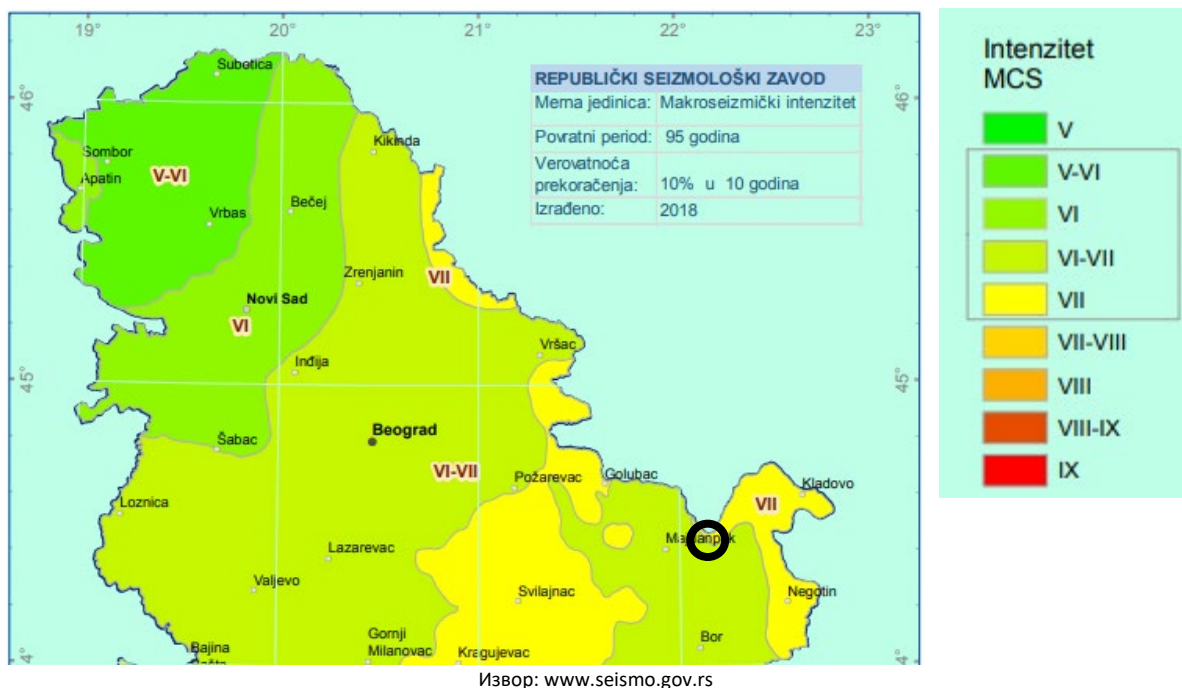 19° 20° 21° 22° 23°
46°
46°
45°
45°
4°
4°
REPUBLIČKI SEIZMOLOŠKI ZAVOD
Merna jedinica: Makroseizmički intenzitet
Povratni period: 95 godina
Verovatnoća
prekoračenja: 10% u 10 godina
Izrađeno: 2018
Subotica
Kikinda
Sombor
Apatin
V-VI
Vrbas
Bečej
Zrenjanin
VII
Novi Sad
VI
Vršac
Inđija
Beograd
Šabac
VI-VII
Požarevac
Golubac
Kladovo
VII
Loznica
Lazarevac
Valjevo
Svilajnac
Negotin
Gornji
Milanovac
Bor
Bajina
Kragujevac
Intenzitet
MCS
V
V-VI
VI
VI-VII
VII
VII-VIII
VIII
VIII-IX
IX
Извор: www.seismo.gov.rs